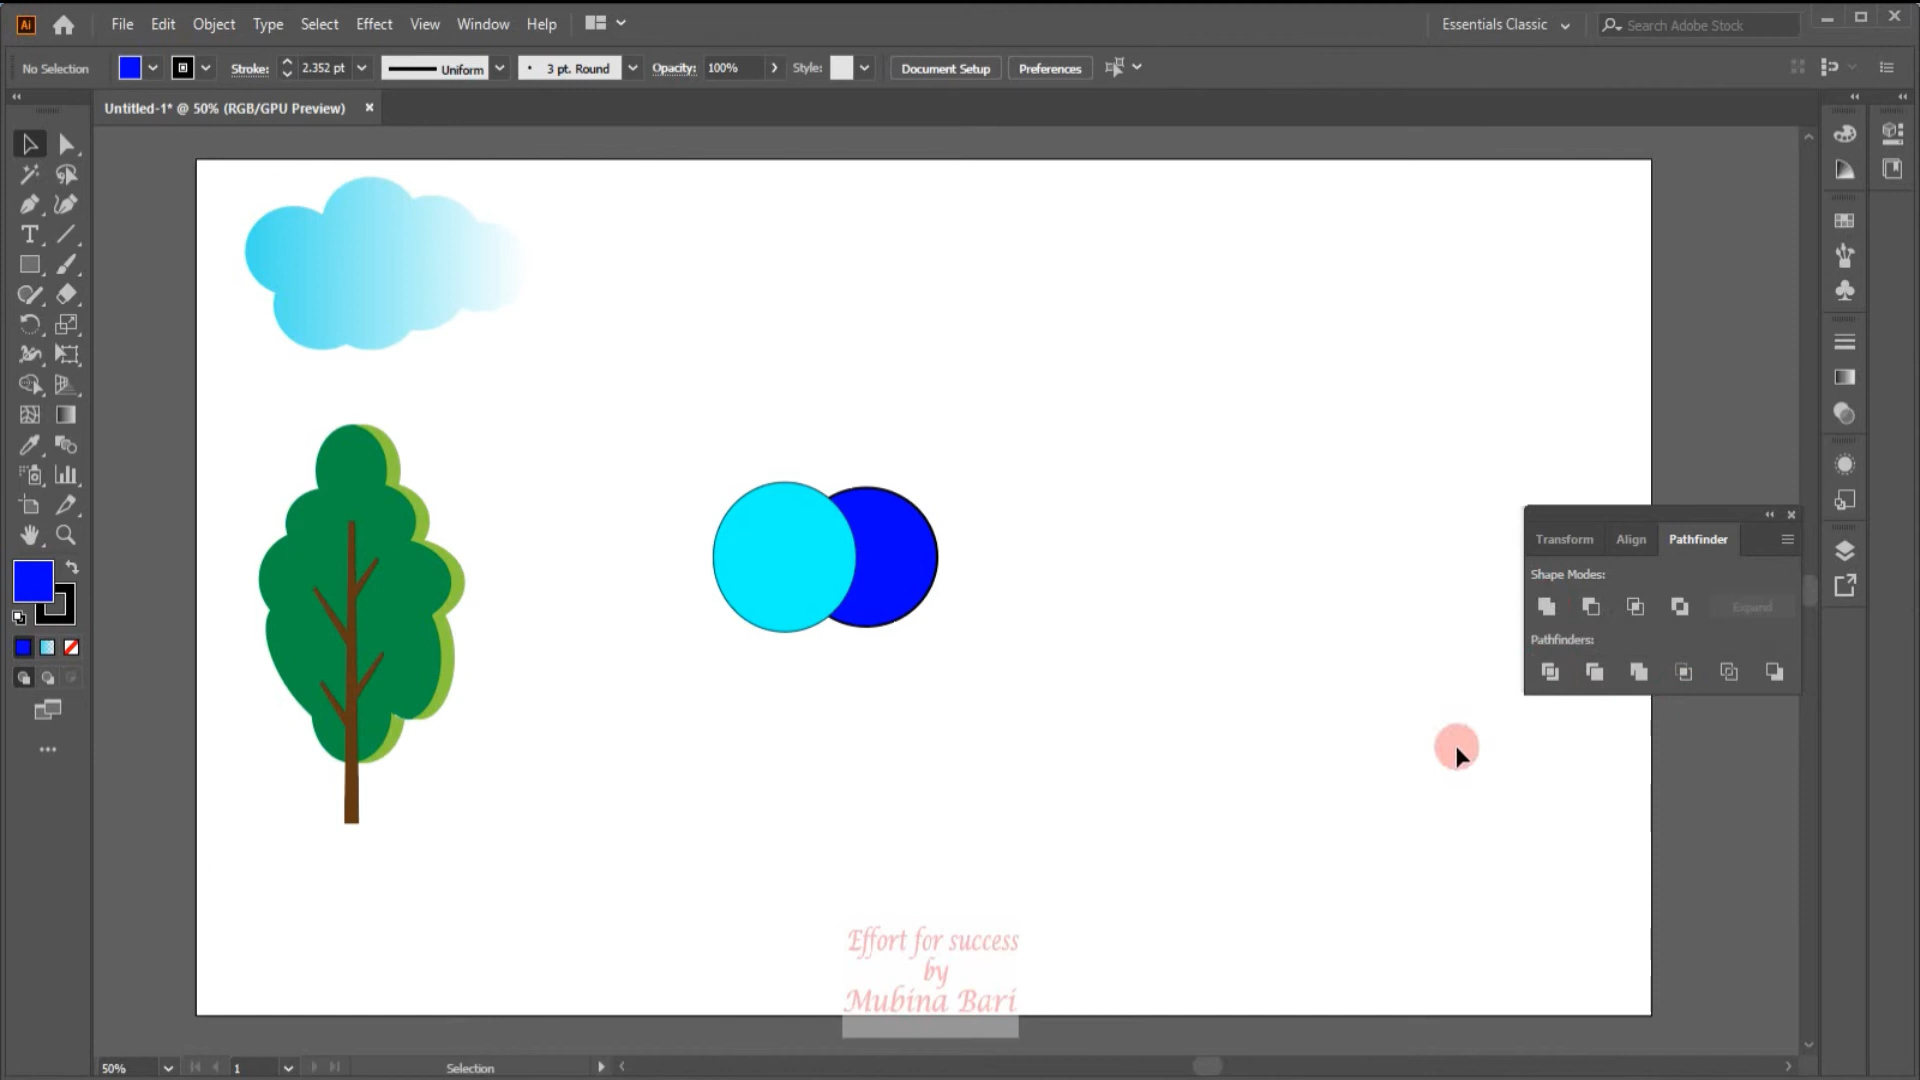 Ai File Edit Object Type Select Effect View Window Help Essentials Classic Search Adobe Stock
No Selection Stroke: 2.352 pt Uniform 3 pt. Round Opacity: 100% Style: Document Setup Preferences
Untitled-1* @ 50% (RGB/GPU Preview)
Transform Align Pathfinder
Shape Modes:
Expand
Pathfinders:
Effort for success
by
Mubina Bari
50% 1 Selection